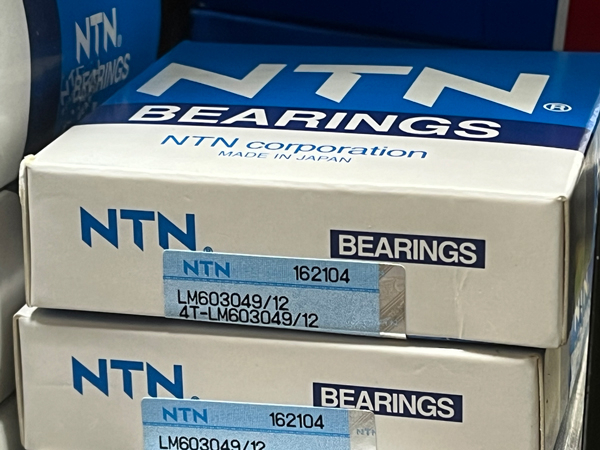 NTN®
BEARINGS
NTN®
BEARINGS
NTN corporation
MADE IN JAPAN
NTN®
BEARINGS
NTN 162104
LM603049/12
4T-LM603049/12
NTN®
BEARINGS
NTN 162104
NTN
LM603049/12